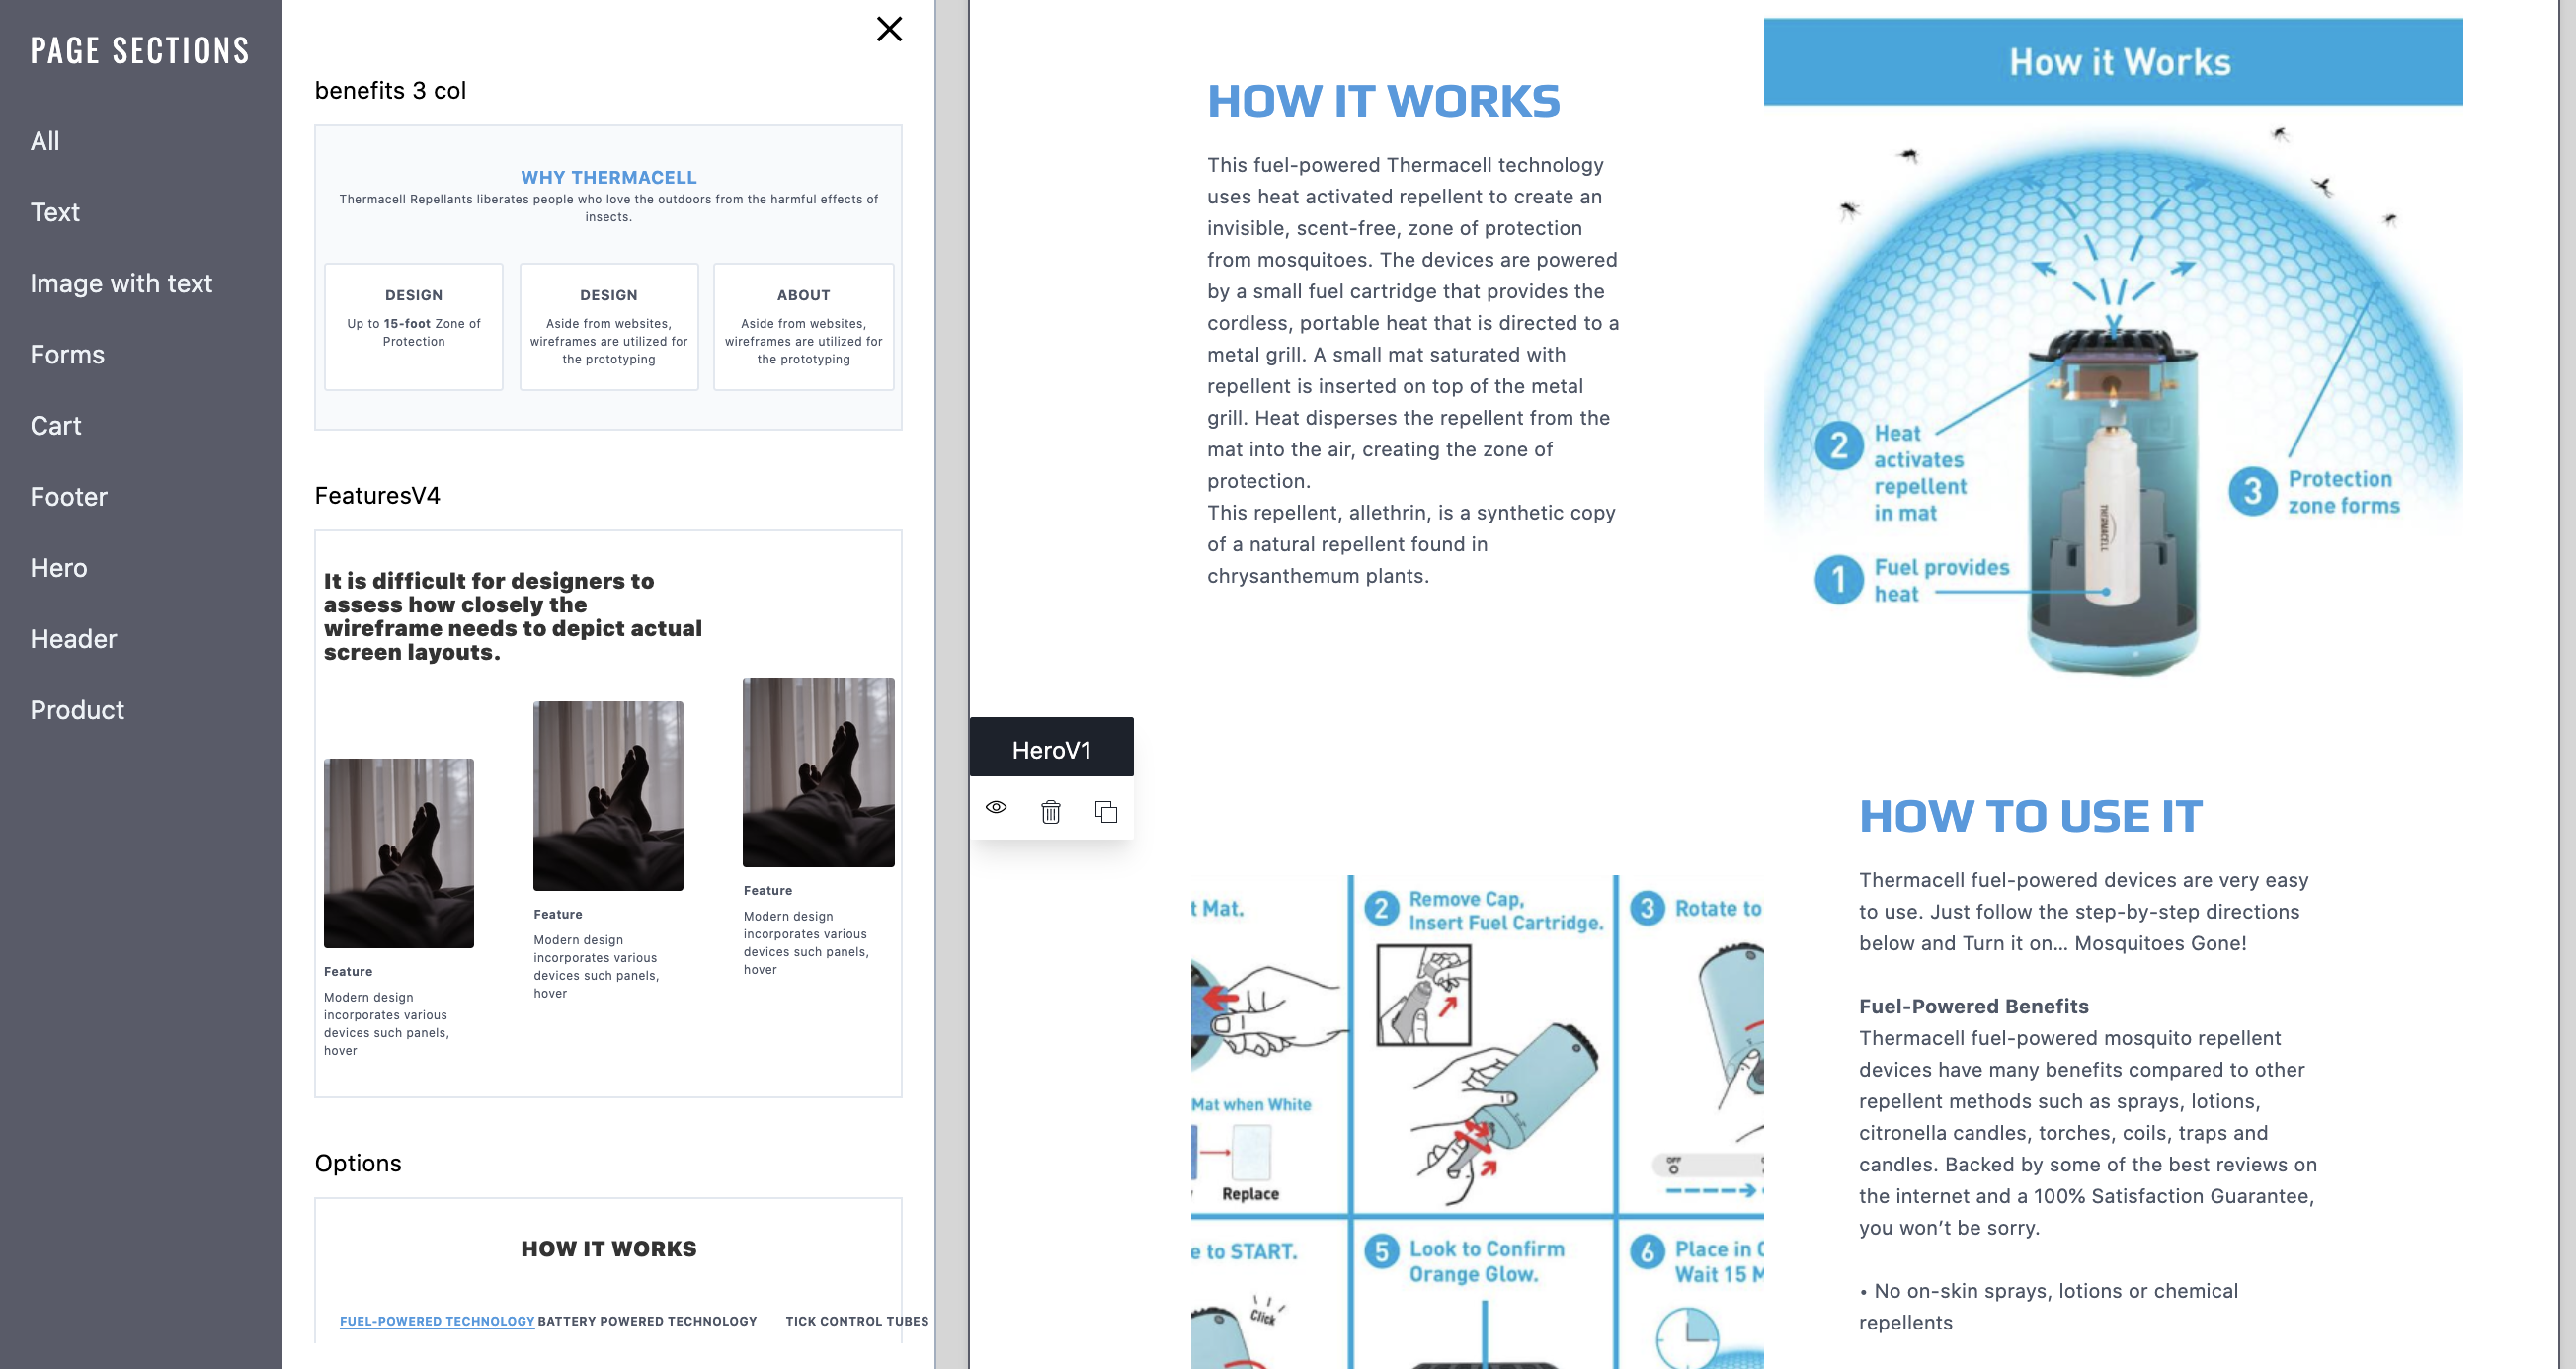 PAGE SECTIONS
All
Text
Image with text
Forms
Cart
Footer
Hero
Header
Product
benefits 3 col
WHY THERMACELL
Thermacell Repellants liberates people who love the outdoors from the harmful effects of
insects.
DESIGN
Up to 15-foot Zone of
Protection
DESIGN
Aside from websites,
wireframes are utilized for
the prototyping
ABOUT
Aside from websites,
wireframes are utilized for
the prototyping
FeaturesV4
It is difficult for designers to
assess how closely the
wireframe needs to depict actual
screen layouts.
Feature
Modern design
incorporates various
devices such panels,
hover
Feature
Modern design
incorporates various
devices such panels,
hover
Feature
Modern design
incorporates various
devices such panels,
hover
Options
HOW IT WORKS
FUEL-POWERED TECHNOLOGY
BATTERY POWERED TECHNOLOGY
TICK CONTROL TUBES
HOW IT WORKS
This fuel-powered Thermacell technology
uses heat activated repellent to create an
invisible, scent-free, zone of protection
from mosquitoes. The devices are powered
by a small fuel cartridge that provides the
cordless, portable heat that is directed to a
metal grill. A small mat saturated with
repellent is inserted on top of the metal
grill. Heat disperses the repellent from the
mat into the air, creating the zone of
protection.
This repellent, allethrin, is a synthetic copy
of a natural repellent found in
chrysanthemum plants.
How it Works
2 Heat
activates
repellent
in mat
3 Protection
zone forms
1 Fuel provides
heat
THERMACELL
HeroV1
t Mat.
2 Remove Cap,
Insert Fuel Cartridge.
3 Rotate to
Mat when White
Replace
OFF
e to START.
5 Look to Confirm
Orange Glow.
6 Place in
Wait 15 M
Click
HOW TO USE IT
Thermacell fuel-powered devices are very easy
to use. Just follow the step-by-step directions
below and Turn it on... Mosquitoes Gone!
Fuel-Powered Benefits
Thermacell fuel-powered mosquito repellent
devices have many benefits compared to other
repellent methods such as sprays, lotions,
citronella candles, torches, coils, traps and
candles. Backed by some of the best reviews on
the internet and a 100% Satisfaction Guarantee,
you won't be sorry.
• No on-skin sprays, lotions or chemical
repellents